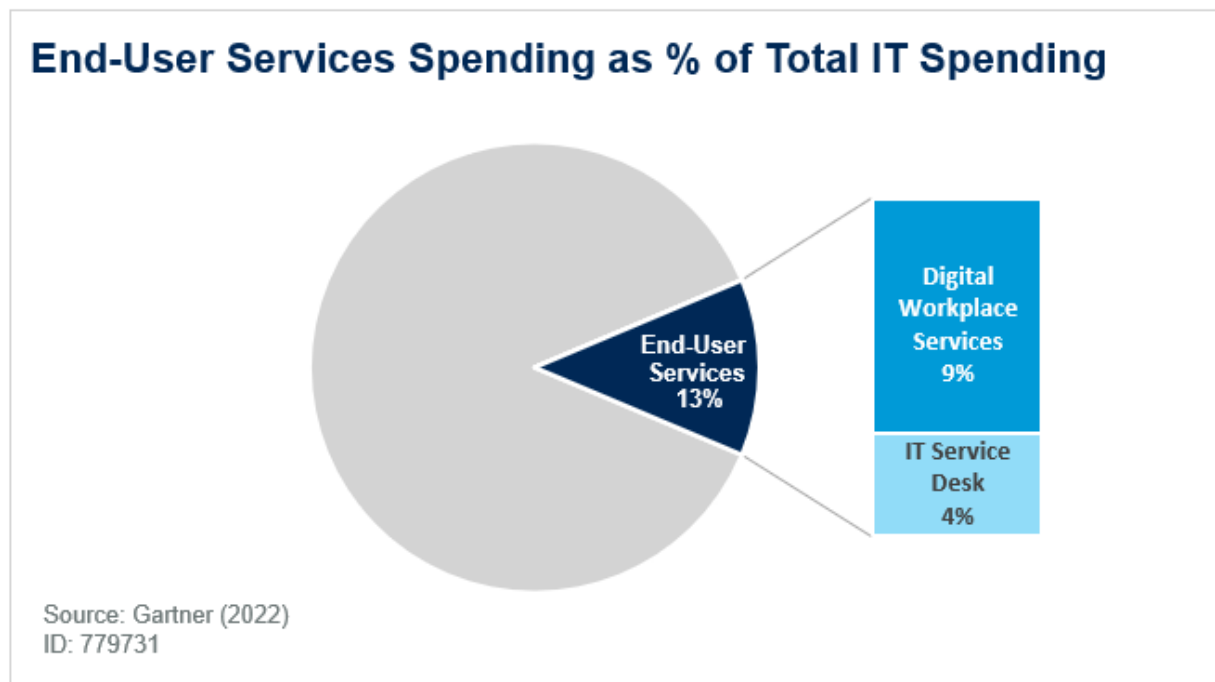 End-User Services Spending as % of Total IT Spending
End-User
Services
13%
Digital
Workplace
Services
9%
IT Service
Desk
4%
Source: Gartner (2022)
ID: 779731